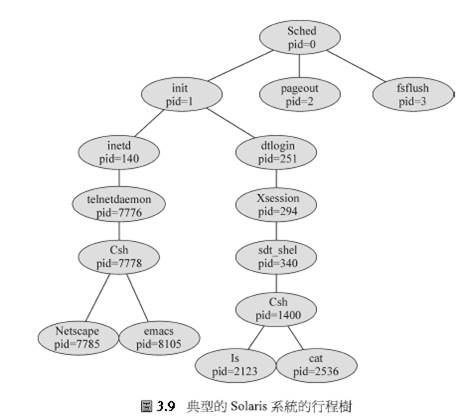 Sched
pid=0
init
pid=1
pageout
pid=2
fsflush
pid=3
inetd
pid=140
dtlogin
pid=251
telnetdaemon
pid=7776
Xsession
pid=294
Csh
pid=7778
sdt_shel
pid=340
Csh
pid=1400
Netscape
pid=7785
emacs
pid=8105
ls
pid=2123
cat
pid=2536
圖 3.9 典型的 Solaris 系統的行程樹